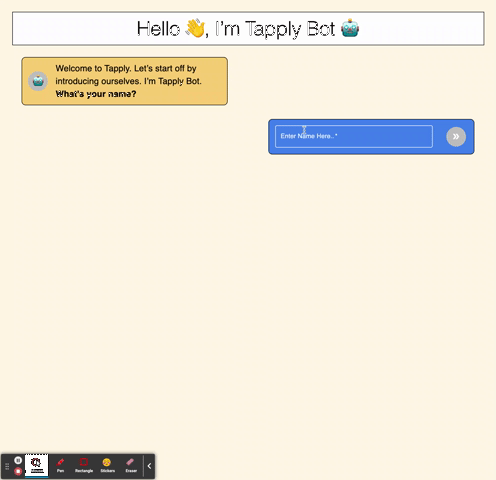 Hello 👋, I'm Tapply Bot 🤖
Welcome to Tapply. Let's start off by
introducing ourselves. I'm Tapply Bot.
What's your name?
Enter Name Here..*
»
Pen
Rectangle
Stickers
Eraser